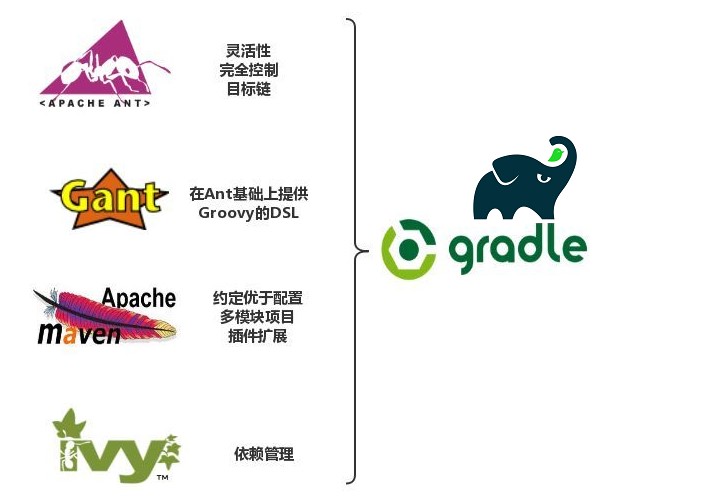 <APACHE ANT>
灵活性
完全控制
目标链
Gant
在Ant基础上提供
Groovy的DSL
Apache
maven
约定优于配置
多模块项目
插件扩展
ivy
TM
依赖管理
gradle